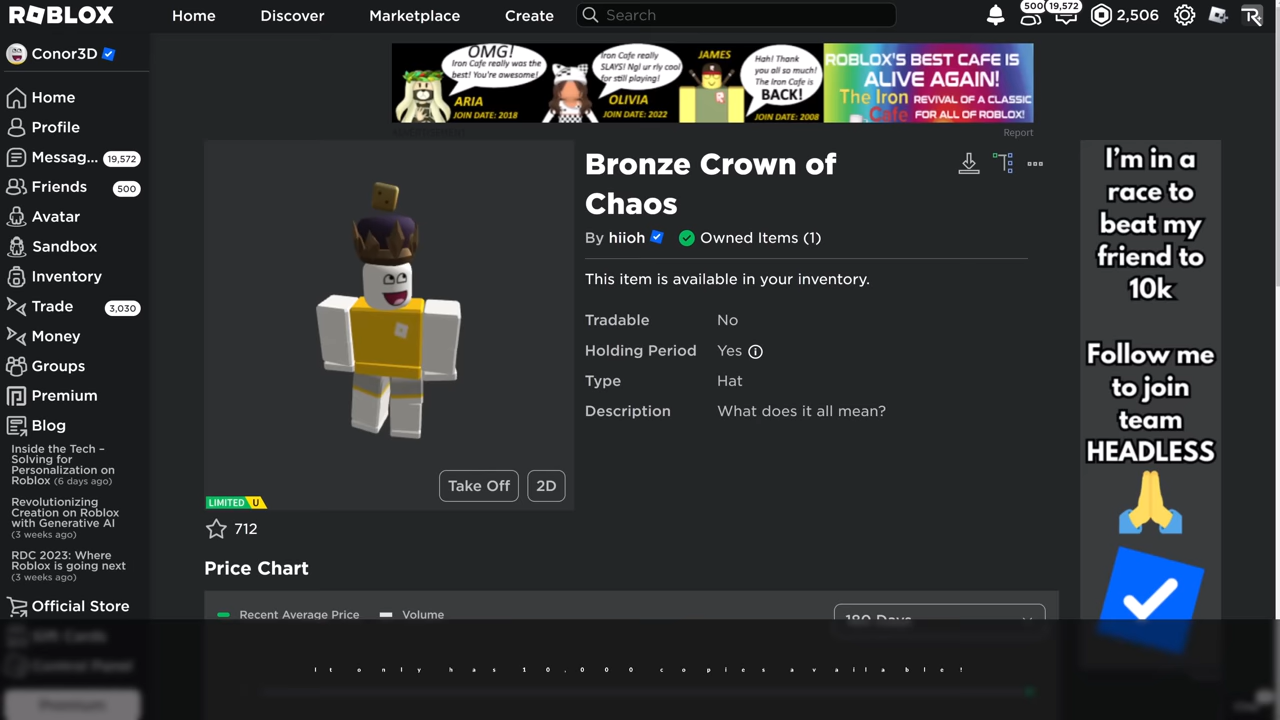 ROBLOX Home Discover Marketplace Create Search 500 19,572 2,506
Conor3D
Home
Profile
Messag... 19,572
Friends 500
Avatar
Sandbox
Inventory
Trade 3,030
Money
Groups
Premium
Blog
Inside the Tech –
Solving for
Personalization on
Roblox (6 days ago)
Revolutionizing
Creation on Roblox
with Generative AI
(3 weeks ago)
RDC 2023: Where
Roblox is going next
(3 weeks ago)
Official Store
Gift Cards
Control Panel
Premium
OMG!
Iron Cafe really was the
best! You're awesome!
ARIA
JOIN DATE: 2018
Iron Cafe really
SLAYS! Ngl ur rly cool
for still playing!
OLIVIA
JOIN DATE: 2022
JAMES
Hah! Thank
you all so much!
The Iron Cafe is
BACK!
JOIN DATE: 2008
ROBLOX'S BEST CAFE IS
ALIVE AGAIN!
The Iron
Cafe
REVIVAL OF A CLASSIC
FOR ALL OF ROBLOX!
Report
Bronze Crown of
Chaos
By hiioh Owned Items (1)
This item is available in your inventory.
Tradable No
Holding Period Yes
Type Hat
Description What does it all mean?
Take Off 2D
LIMITED U
712
Price Chart
Recent Average Price Volume 180 Days
It only has 10,000 copies available!
I'm in a
race to
beat my
friend to
10k
Follow me
to join
team
HEADLESS